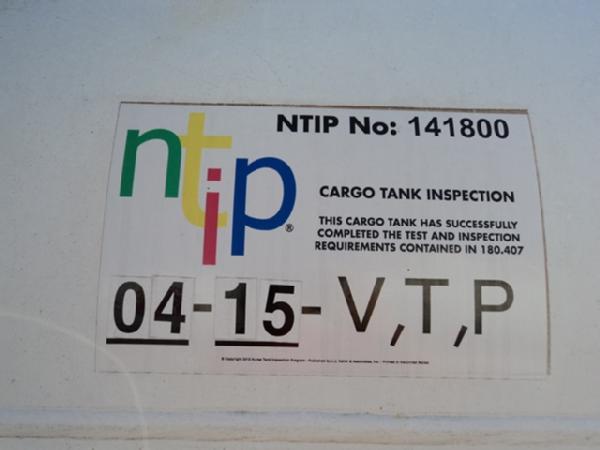 ntip®
NTIP No: 141800
CARGO TANK INSPECTION
THIS CARGO TANK HAS SUCCESSFULLY
COMPLETED THE TEST AND INSPECTION
REQUIREMENTS CONTAINED IN 180.407
04-15-V,T,P